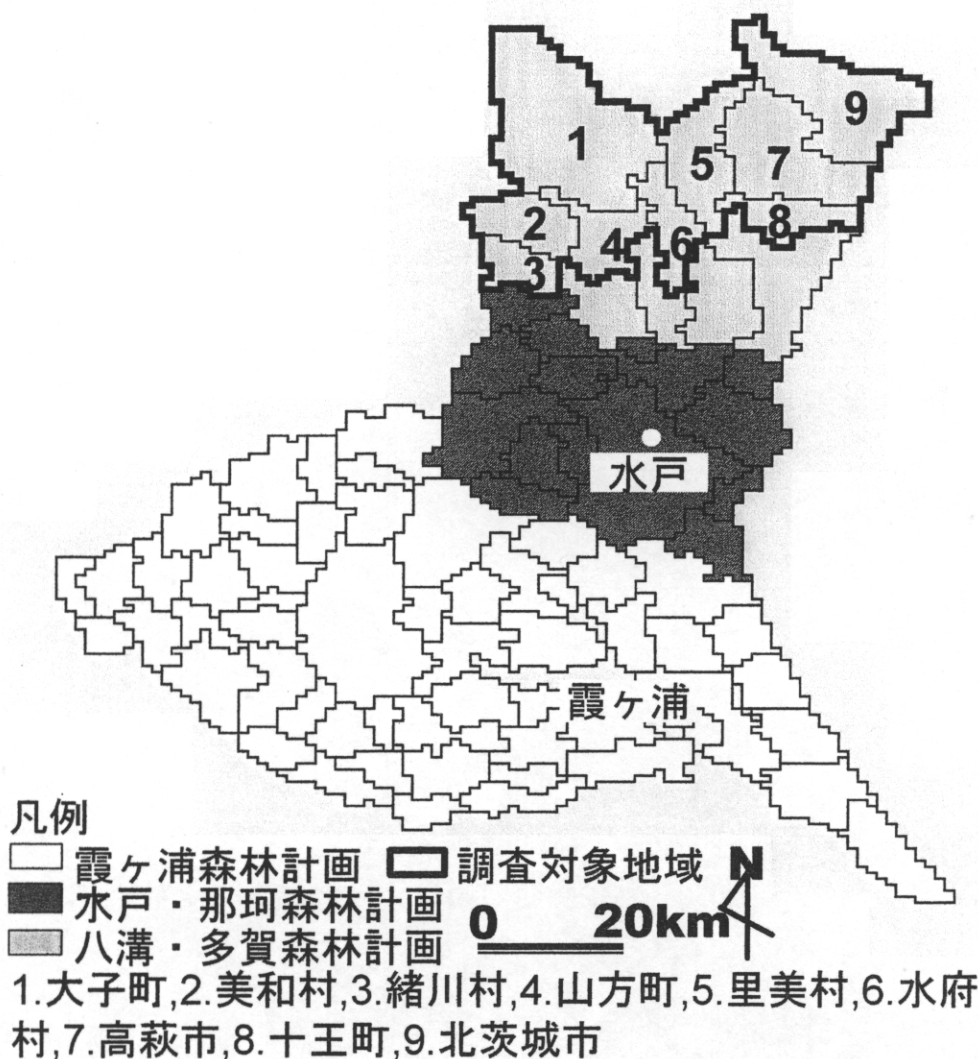 1
9
5
7
2
8
4
6
3
水戸
霞ヶ浦
凡例
霞ヶ浦森林計画 調査対象地域 N
水戸・那珂森林計画
0 20km
八溝・多賀森林計画
1.大子町,2.美和村,3.緒川村,4.山方町,5.里美村,6.水府
村,7.高萩市,8.十王町,9.北茨城市